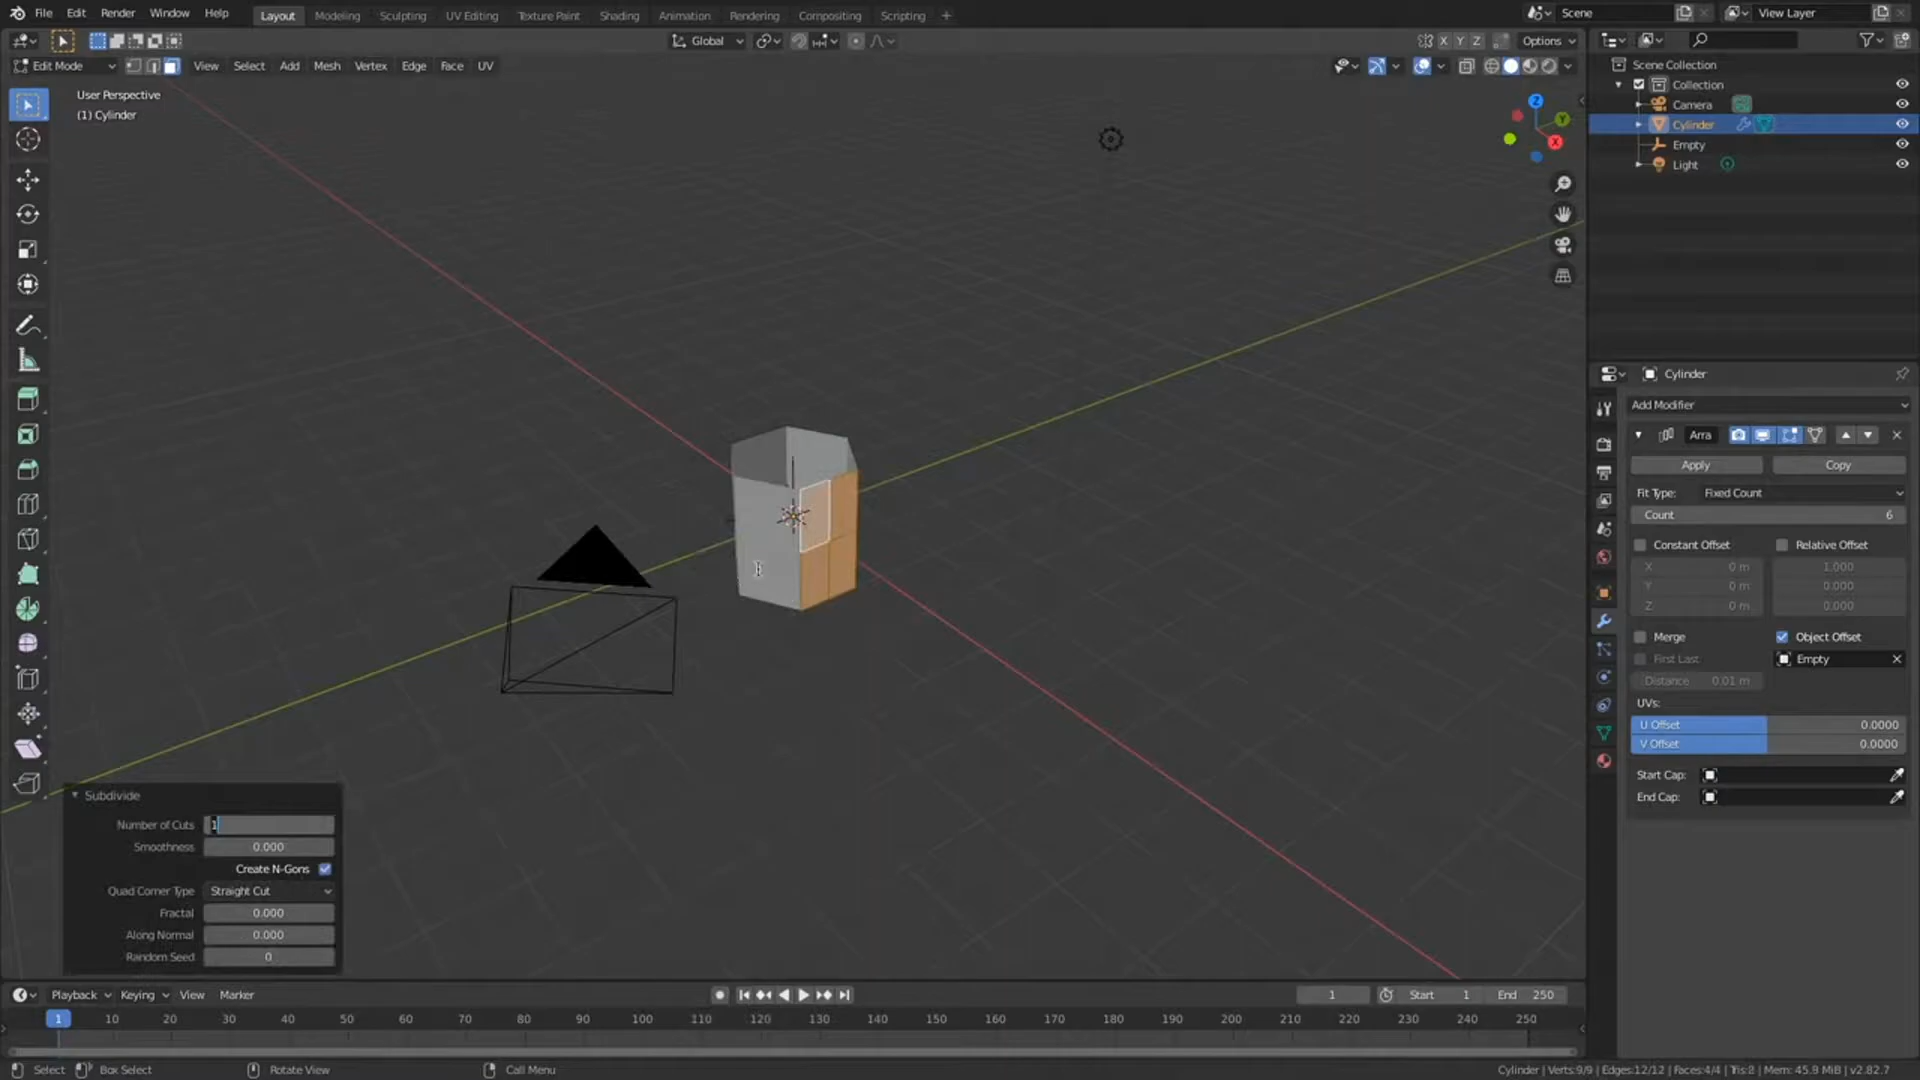 File Edit Render Window Help Layout Modeling Sculpting UV Editing Texture Paint Shading Animation Rendering Compositing Scripting + Scene View Layer
Global X Y Z Options
Edit Mode View Select Add Mesh Vertex Edge Face UV
User Perspective
(1) Cylinder
Z
Y
X
Scene Collection
Collection
Camera
Cylinder
Empty
Light
Cylinder
Add Modifier
Arra
Apply Copy
Fit Type: Fixed Count
Count 6
Constant Offset Relative Offset
X 0 m 1.000
Y 0 m 0.000
Z 0 m 0.000
Merge Object Offset
First Last Empty
Distance 0.01 m
UVs:
U Offset 0.0000
V Offset 0.0000
Start Cap:
End Cap:
Subdivide
Number of Cuts 1
Smoothness 0.000
Create N-Gons
Quad Corner Type Straight Cut
Fractal 0.000
Along Normal 0.000
Random Seed 0
Playback Keying View Marker 1 Start 1 End 250
1 10 20 30 40 50 60 70 80 90 100 110 120 130 140 150 160 170 180 190 200 210 220 230 240 250
Select Box Select Rotate View Call Menu Cylinder | Verts:9/9 | Edges:12/12 | Faces:4/4 | Tris:8 | Mem: 45.9 MiB | v2.82.7